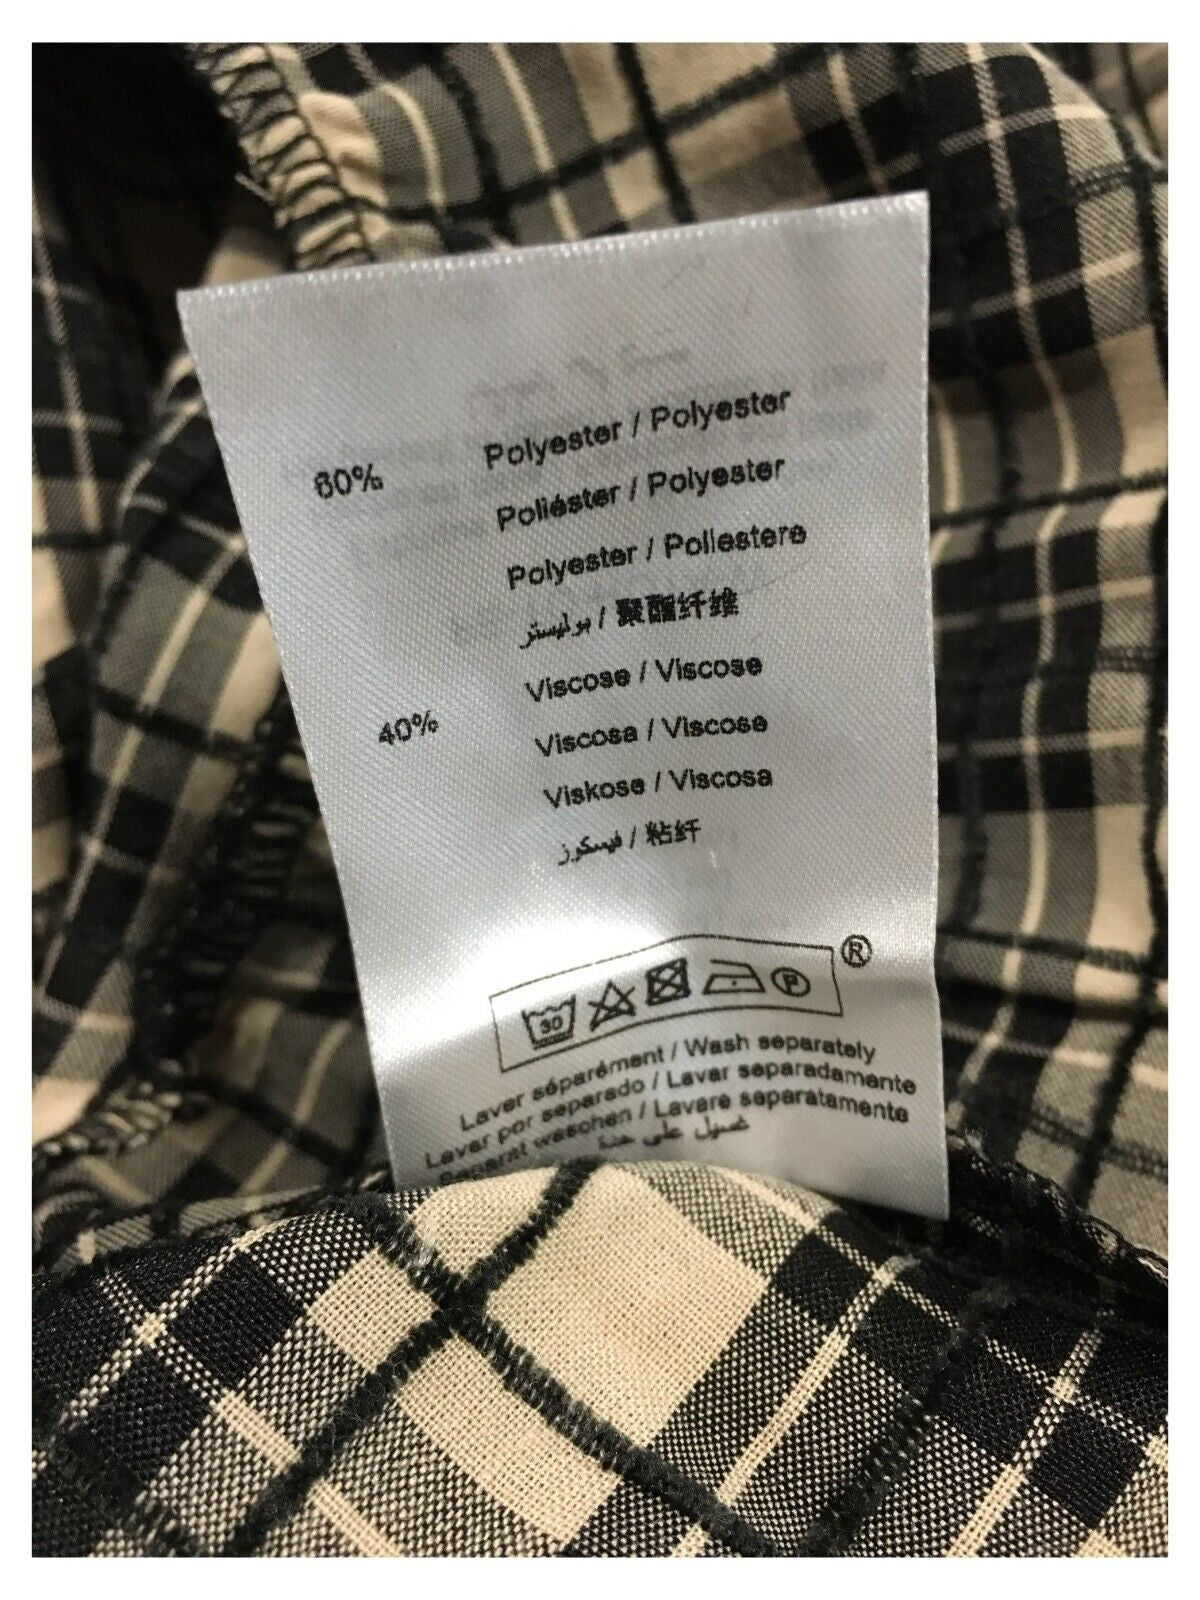 60% Polyester / Polyester
Poliéster / Polyester
Polyester / Poliestere
بوليستر / 聚酯纤维
40% Viscose / Viscose
Viscosa / Viscose
Viskose / Viscosa
فيسكوز / 粘纤
®
30 P
Laver séparément / Wash separately
Lavar por separado / Lavar separadamente
Separat waschen / Lavare separatamente
غسيل على حدة